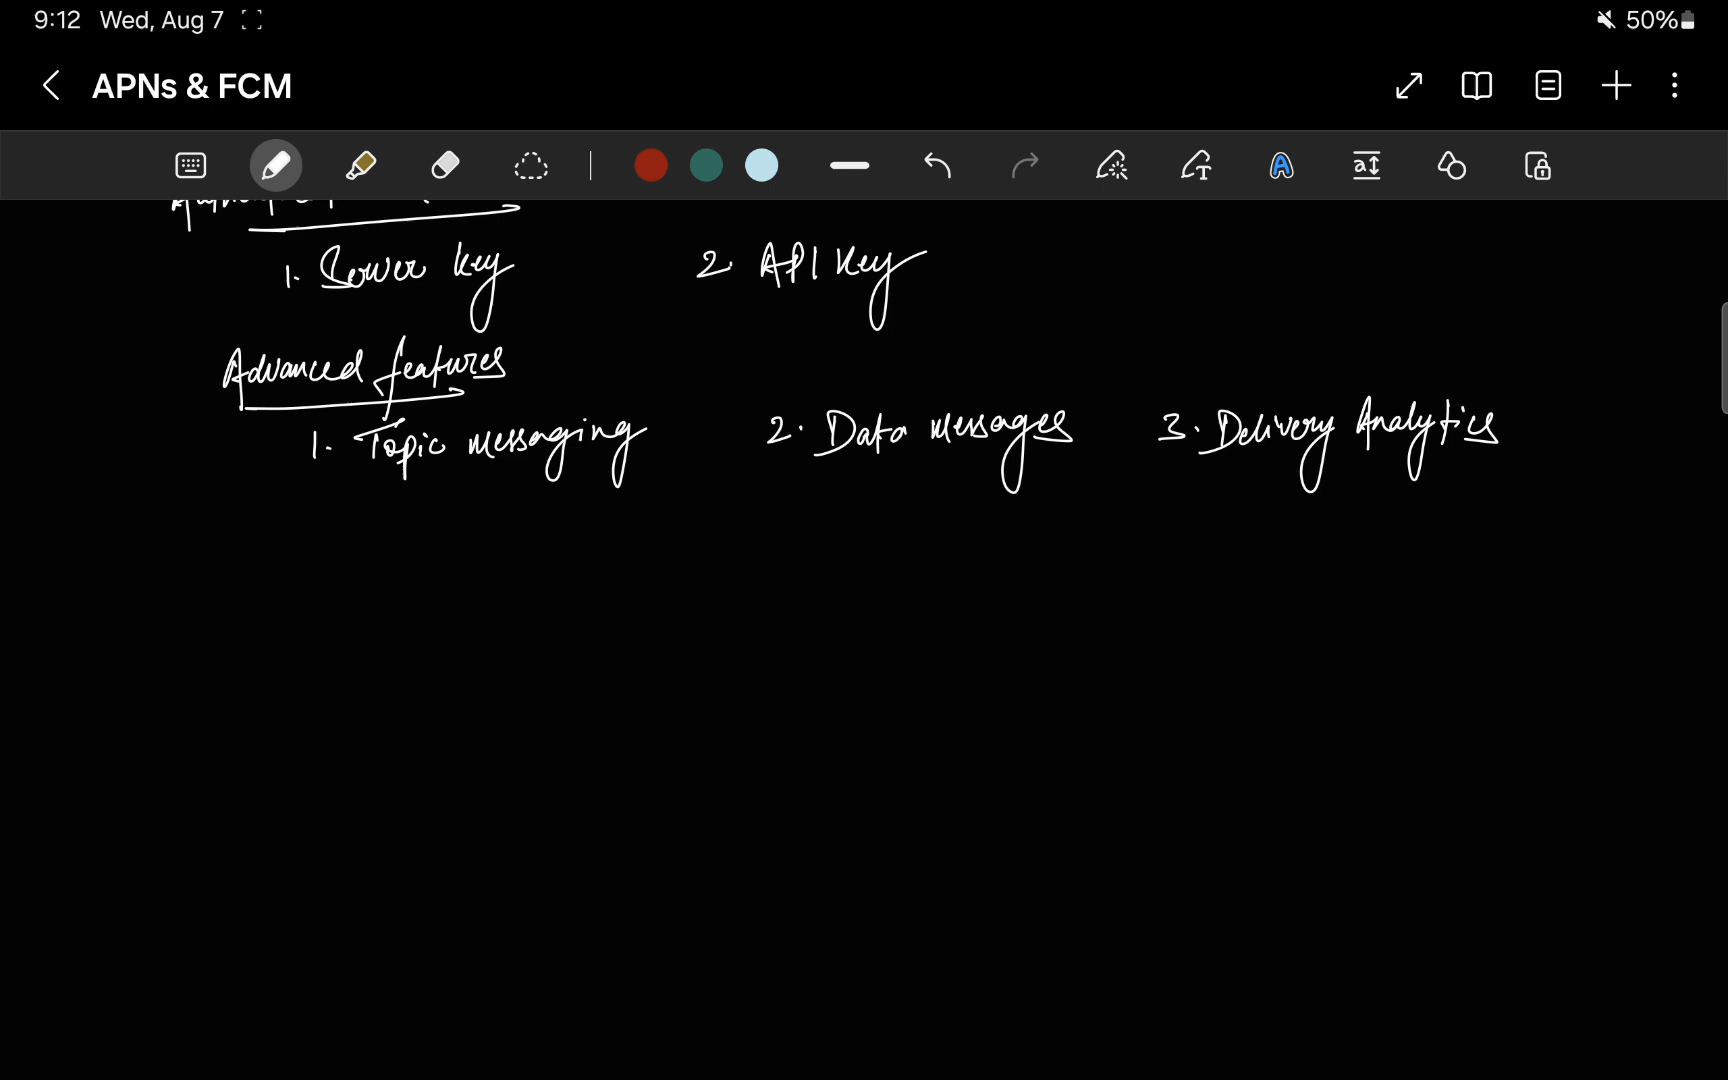 9:12 Wed, Aug 7 50%
APNs & FCM
1. Server key 2. API Key
Advanced features
1. Topic messaging 2. Data messages 3. Delivery Analytics